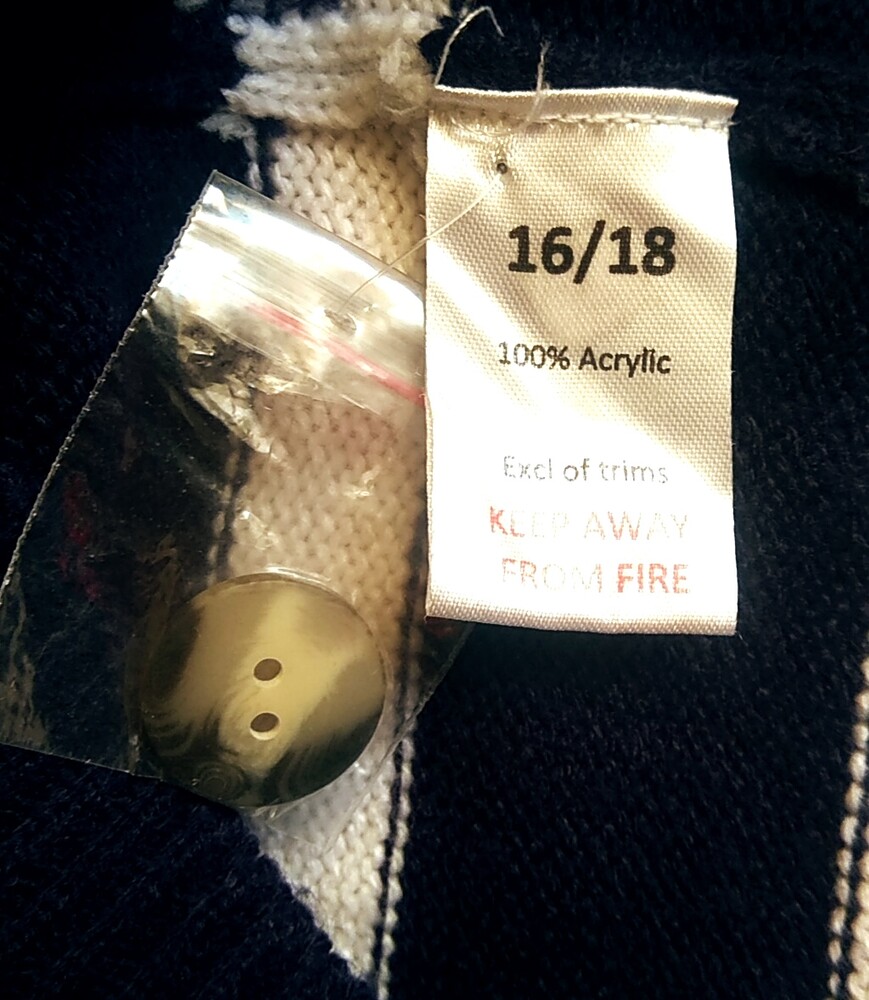 16/18
100% Acrylic
Excl of trims
KEEP AWAY
FROM FIRE